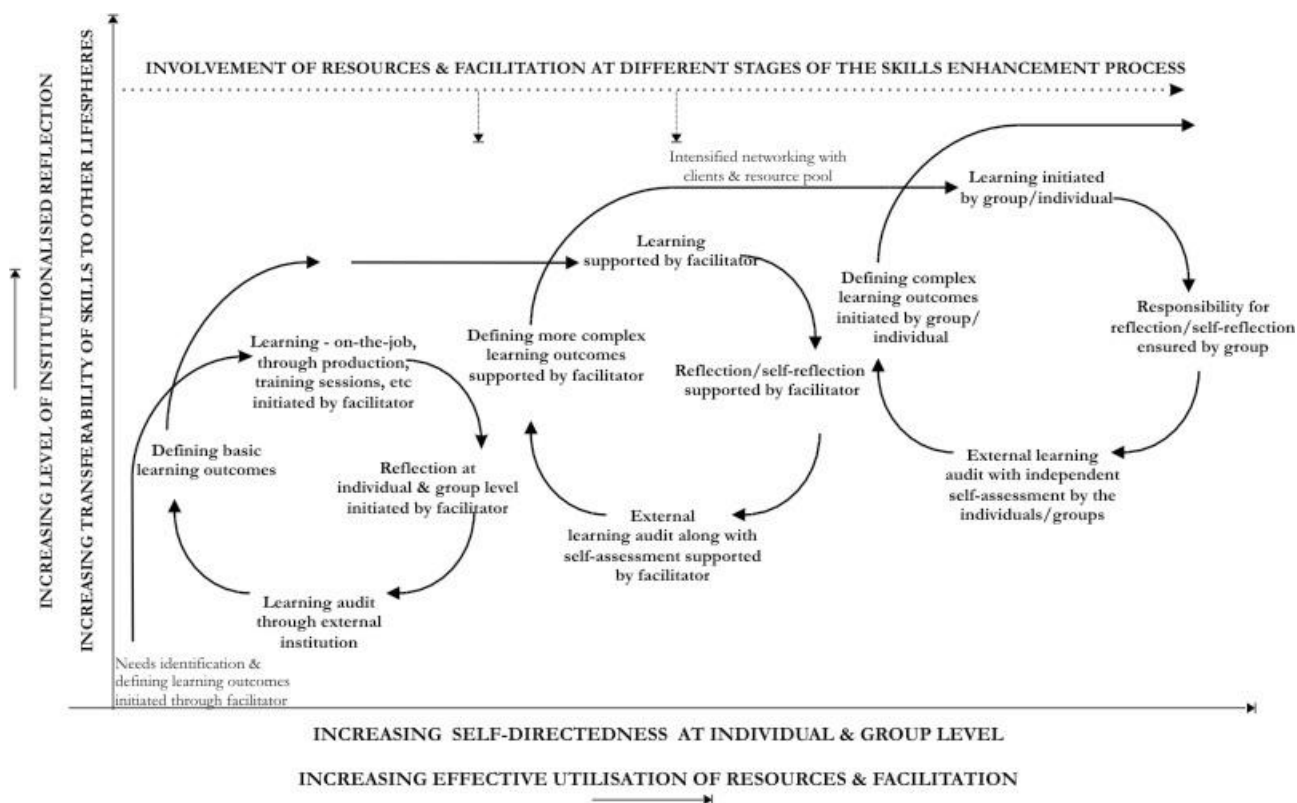 INCREASING LEVEL OF INSTITUTIONALISED REFLECTION
INCREASING TRANSFERABILITY OF SKILLS TO OTHER LIFESPHERES
INVOLVEMENT OF RESOURCES & FACILITATION AT DIFFERENT STAGES OF THE SKILLS ENHANCEMENT PROCESS
Needs identification &
defining learning outcomes
initiated through facilitator
Learning - on-the-job,
through production,
training sessions, etc
initiated by facilitator
Reflection at
individual & group level
initiated by facilitator
Learning audit
through external
institution
Defining basic
learning outcomes
Learning
supported by facilitator
Reflection/self-reflection
supported by facilitator
External
learning audit along with
self-assessment supported
by facilitator
Defining more complex
learning outcomes
supported by facilitator
Intensified networking with
clients & resource pool
Learning initiated
by group/individual
Responsibility for
reflection/self-reflection
ensured by group
External learning
audit with independent
self-assessment by the
individuals/groups
Defining complex
learning outcomes
initiated by group/
individual
INCREASING SELF-DIRECTEDNESS AT INDIVIDUAL & GROUP LEVEL
INCREASING EFFECTIVE UTILISATION OF RESOURCES & FACILITATION